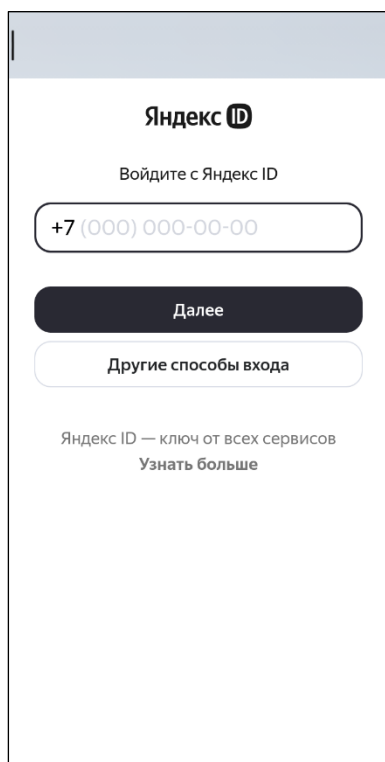 Яндекс ID
Войдите с Яндекс ID
+7 (000) 000-00-00
Далее
Другие способы входа
Яндекс ID — ключ от всех сервисов
Узнать больше